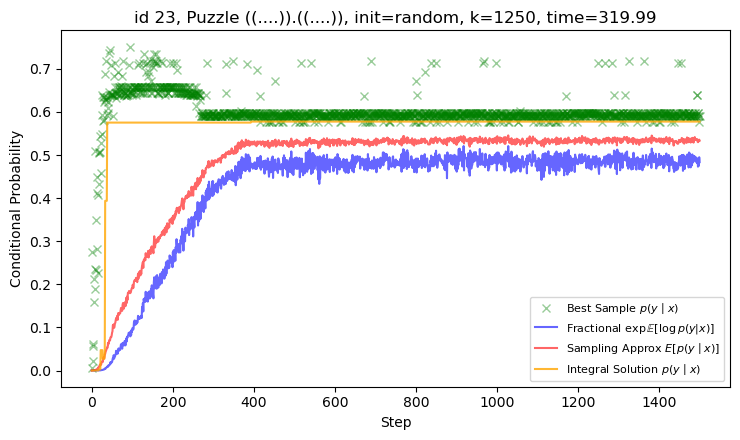 id 23, Puzzle ((....)).((....)), init=random, k=1250, time=319.99
Conditional Probability
0.7
0.6
0.5
0.4
0.3
0.2
0.1
0.0
0
200
400
600
800
1000
1200
1400
Step
Best Sample p(y | x)
Fractional exp𝔼[log p(y|x)]
Sampling Approx E[p(y | x)]
Integral Solution p(y | x)